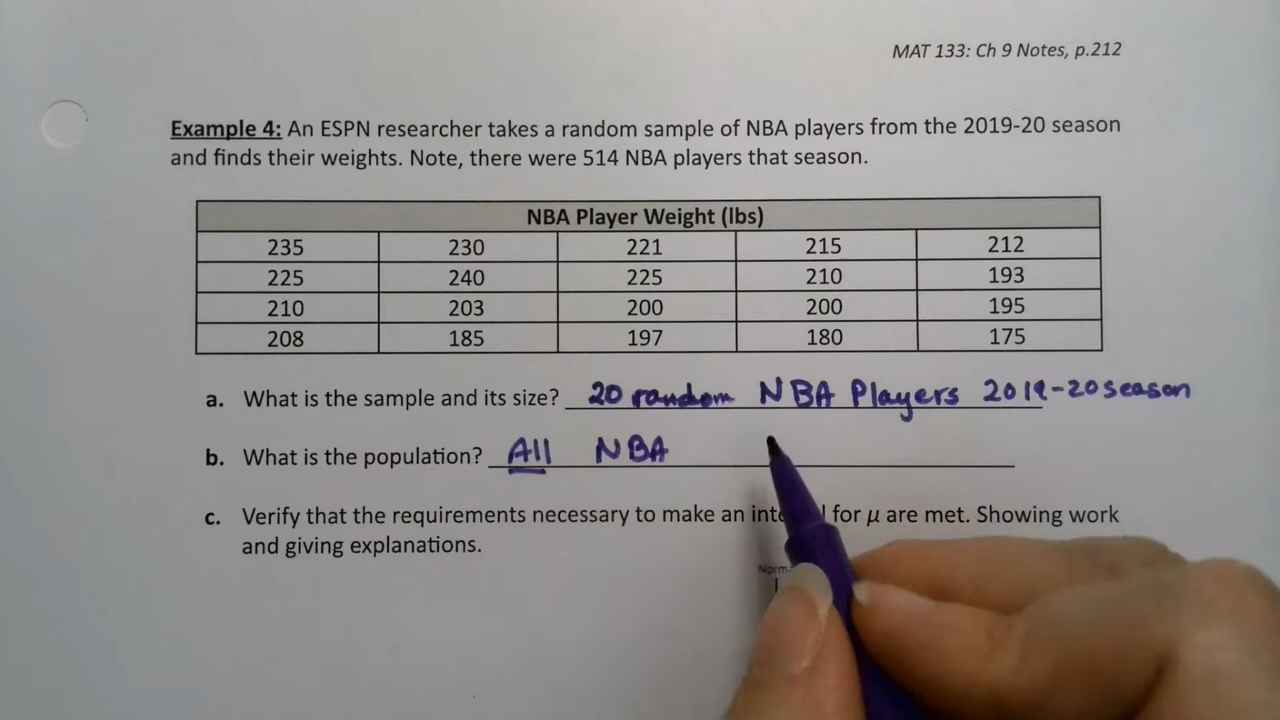 MAT 133: Ch 9 Notes, p.212
Example 4: An ESPN researcher takes a random sample of NBA players from the 2019-20 season
and finds their weights. Note, there were 514 NBA players that season.
NBA Player Weight (lbs)
235 230 221 215 212
225 240 225 210 193
210 203 200 200 195
208 185 197 180 175
a. What is the sample and its size? 20 random NBA Players 2019-20 season
b. What is the population? All NBA
c. Verify that the requirements necessary to make an for μ are met. Showing work
and giving explanations.